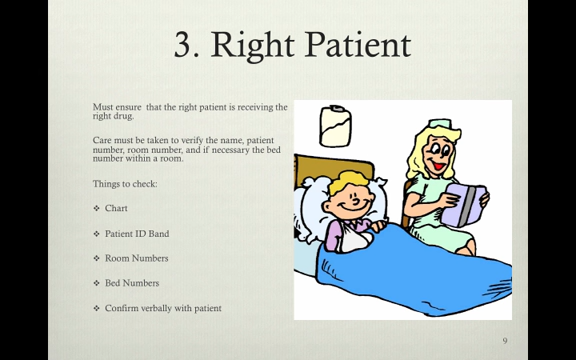 3. Right Patient
Must ensure that the right patient is receiving the
right drug.
Care must be taken to verify the name, patient
number, room number, and if necessary the bed
number within a room.
Things to check:
❖ Chart
❖ Patient ID Band
❖ Room Numbers
❖ Bed Numbers
❖ Confirm verbally with patient
9